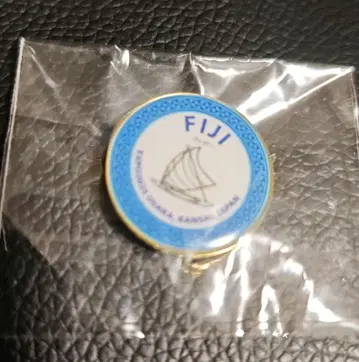 FIJI
EXPO2025 OSAKA, KANSAI, JAPAN